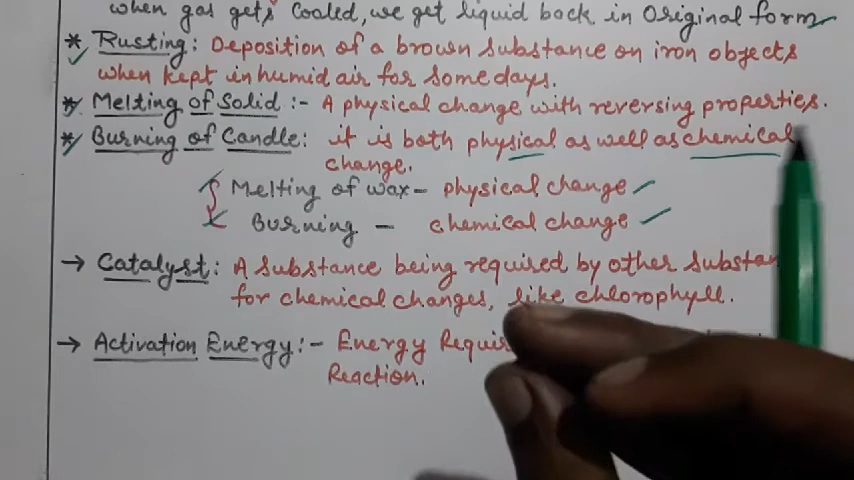 when gas gets Cooled, we get liquid back in Original form
* Rusting: Deposition of a brown Substance on iron objects
when kept in humid air for Some days.
* Melting of Solid :- A physical change with reversing properties.
* Burning of Candle: it is both physical as well as chemical
change.
Melting of wax - physical change
Burning - chemical change
→ Catalyst: A Substance being required by other
for chemical changes, like chlorophyll.
→ Activation Energy:- Energy
Reaction.